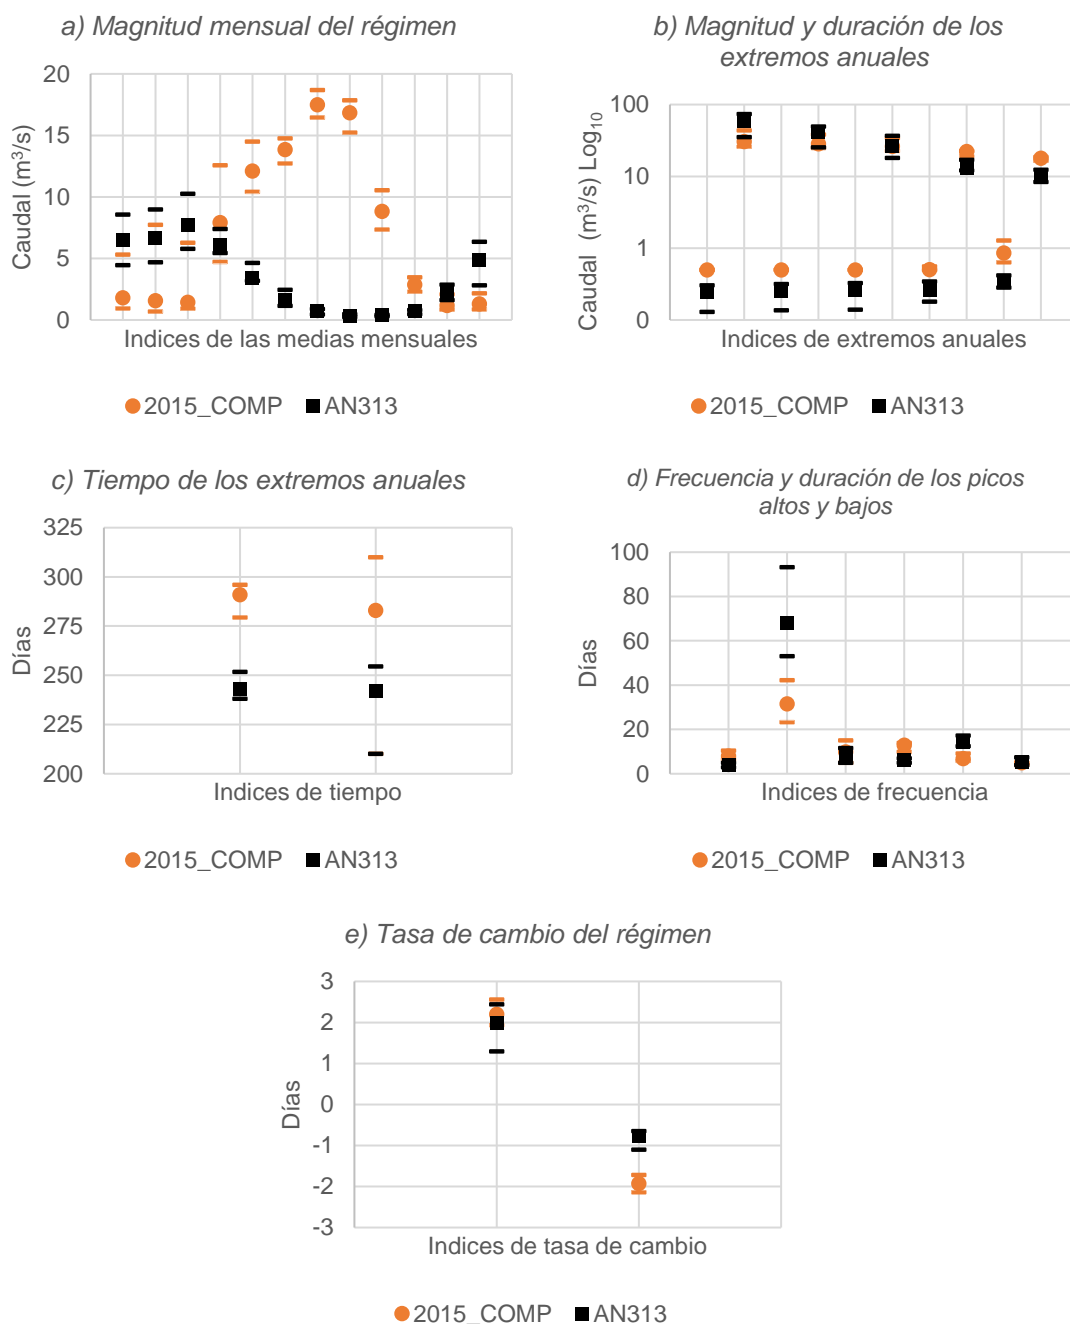 a) Magnitud mensual del régimen
20
15
10
5
0
Caudal (m³/s)
Indices de las medias mensuales
2015_COMP AN313
b) Magnitud y duración de los
extremos anuales
100
10
1
0
Caudal (m³/s) Log₁₀
Indices de extremos anuales
2015_COMP AN313
c) Tiempo de los extremos anuales
325
300
275
250
225
200
Días
Indices de tiempo
2015_COMP AN313
d) Frecuencia y duración de los picos
altos y bajos
100
80
60
40
20
0
Días
Indices de frecuencia
2015_COMP AN313
e) Tasa de cambio del régimen
3
2
1
0
-1
-2
-3
Días
Indices de tasa de cambio
2015_COMP AN313